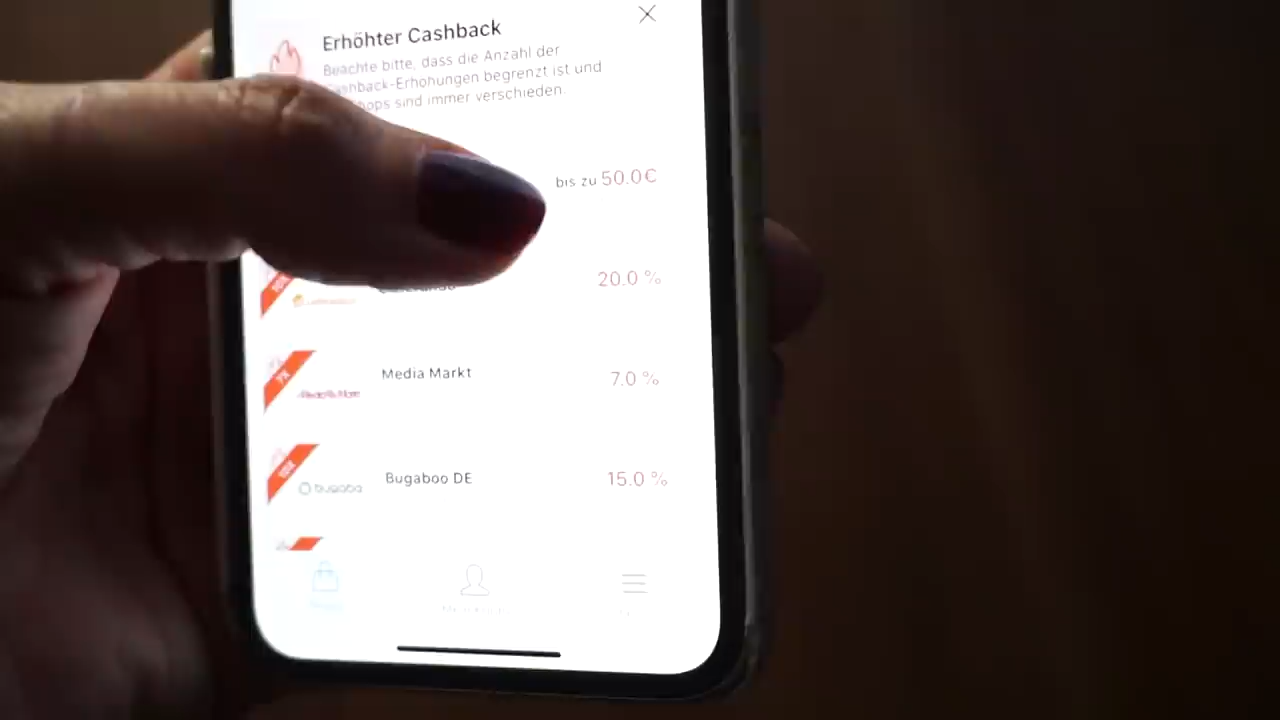 Erhöhter Cashback
Beachte bitte, dass die Anzahl der
Cashback-Erhöhungen begrenzt ist und
sind immer verschieden.
bis zu 50.0€
20.0 %
Media Markt
7.0 %
Bugaboo DE
15.0 %
bugaboo